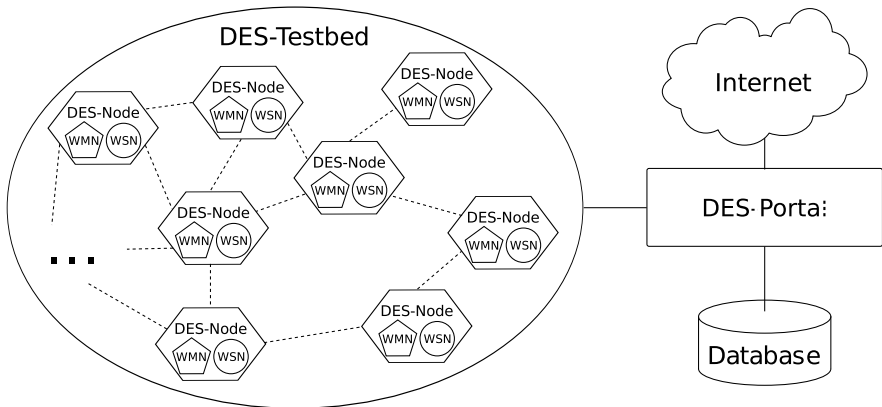 DES-Testbed
DES-Node
WMN WSN
DES-Node
WMN WSN
DES-Node
WMN WSN
DES-Node
WMN WSN
DES-Node
WMN WSN
DES-Node
WMN WSN
DES-Node
WMN WSN
DES-Node
WMN WSN
...
Internet
DES-Portal
Database